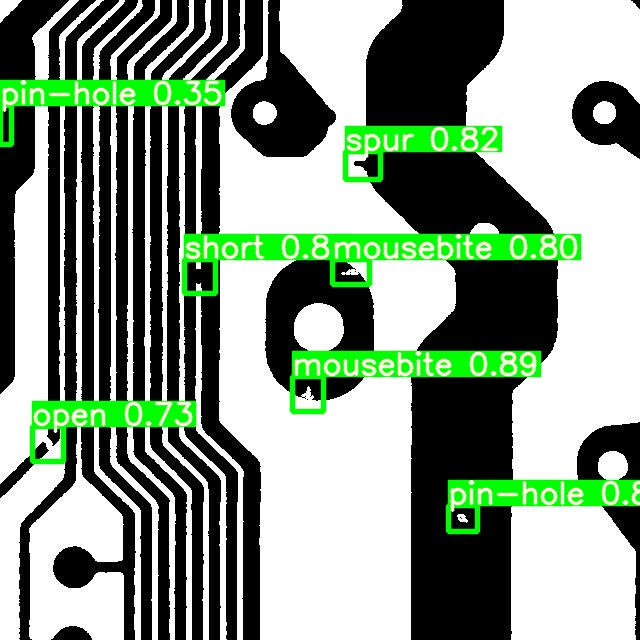 pin-hole 0.35
spur 0.82
short 0.8
mousebite 0.80
mousebite 0.89
open 0.73
pin-hole 0.8